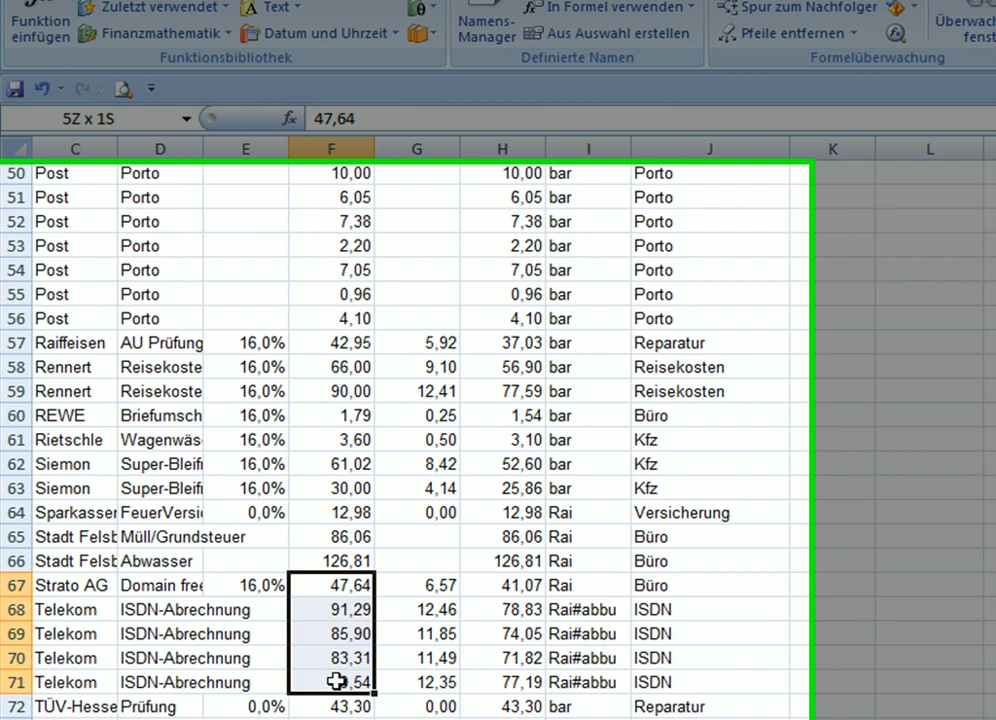 Zuletzt verwendet Text In Formel verwenden Spur zum Nachfolger
Funktion einfügen Finanzmathematik Datum und Uhrzeit Namens-Manager Aus Auswahl erstellen Pfeile entfernen
Funktionsbibliothek Definierte Namen Formelüberwachung
5Z x 1S fx 47,64
C D E F G H I J K L
50 Post Porto 10,00 10,00 bar Porto
51 Post Porto 6,05 6,05 bar Porto
52 Post Porto 7,38 7,38 bar Porto
53 Post Porto 2,20 2,20 bar Porto
54 Post Porto 7,05 7,05 bar Porto
55 Post Porto 0,96 0,96 bar Porto
56 Post Porto 4,10 4,10 bar Porto
57 Raiffeisen AU Prüfung 16,0% 42,95 5,92 37,03 bar Reparatur
58 Rennert Reisekoste 16,0% 66,00 9,10 56,90 bar Reisekosten
59 Rennert Reisekoste 16,0% 90,00 12,41 77,59 bar Reisekosten
60 REWE Briefumsch 16,0% 1,79 0,25 1,54 bar Büro
61 Rietschle Wagenwäs 16,0% 3,60 0,50 3,10 bar Kfz
62 Siemon Super-Bleifr 16,0% 61,02 8,42 52,60 bar Kfz
63 Siemon Super-Bleifr 16,0% 30,00 4,14 25,86 bar Kfz
64 Sparkassen FeuerVersi 0,0% 12,98 0,00 12,98 Rai Versicherung
65 Stadt Felsb Müll/Grundsteuer 86,06 86,06 Rai Büro
66 Stadt Felsb Abwasser 126,81 126,81 Rai Büro
67 Strato AG Domain free 16,0% 47,64 6,57 41,07 Rai Büro
68 Telekom ISDN-Abrechnung 91,29 12,46 78,83 Rai#abbu ISDN
69 Telekom ISDN-Abrechnung 85,90 11,85 74,05 Rai#abbu ISDN
70 Telekom ISDN-Abrechnung 83,31 11,49 71,82 Rai#abbu ISDN
71 Telekom ISDN-Abrechnung ,54 12,35 77,19 Rai#abbu ISDN
72 TÜV-Hesse Prüfung 0,0% 43,30 0,00 43,30 bar Reparatur